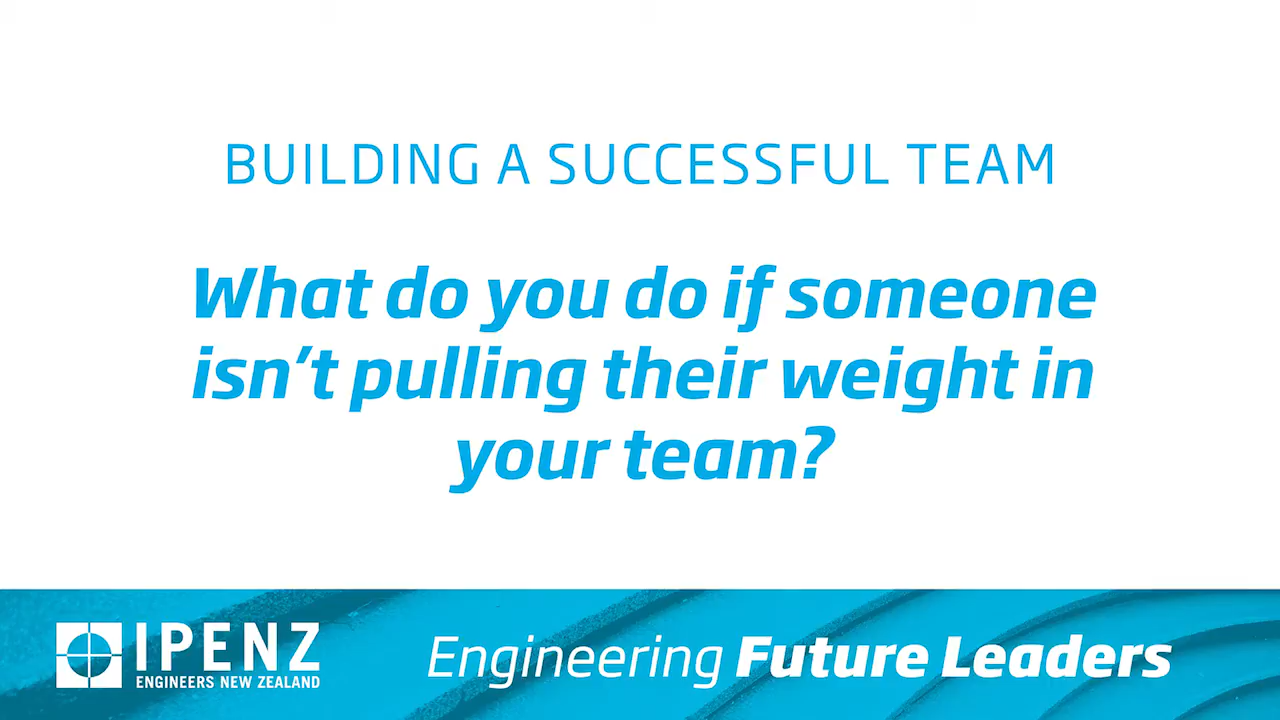 BUILDING A SUCCESSFUL TEAM
What do you do if someone
isn’t pulling their weight in
your team?
IPENZ
ENGINEERS NEW ZEALAND
Engineering Future Leaders